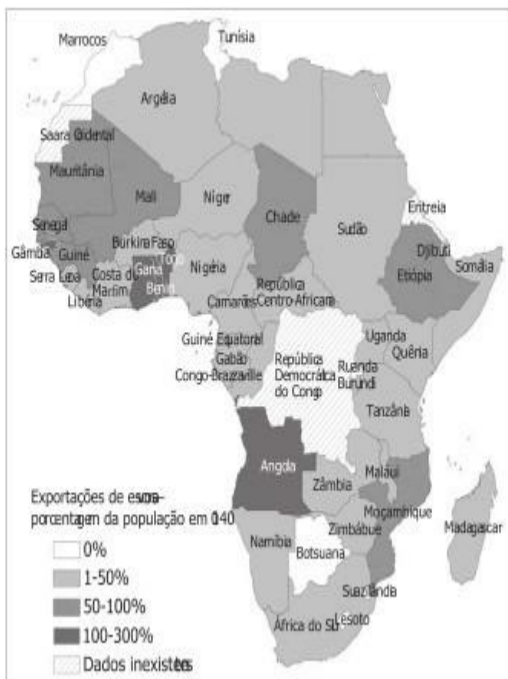 Marrocos
Tunísia
Argélia
Saara Ocidental
Mauritânia
Mali
Níger
Chade
Sudão
Eritreia
Senegal
Gâmbia
Guiné
Burkina Faso
Togo
Gana
Benin
Nigéria
Djibuti
Etiópia
Somália
Serra Leoa
Costa do
Marfim
Libéria
Camarões
República
Centro-Africana
Guiné Equatorial
Gabão
Congo-Brazzaville
República
Democrática
do Congo
Uganda
Quênia
Ruanda
Burundi
Tanzânia
Angola
Zâmbia
Malaui
Moçambique
Zimbábue
Madagascar
Namíbia
Botsuana
Suazilândia
Lesoto
África do Sul
Exportações de
porcentagem da população em
0%
1-50%
50-100%
100-300%
Dados inexistentes